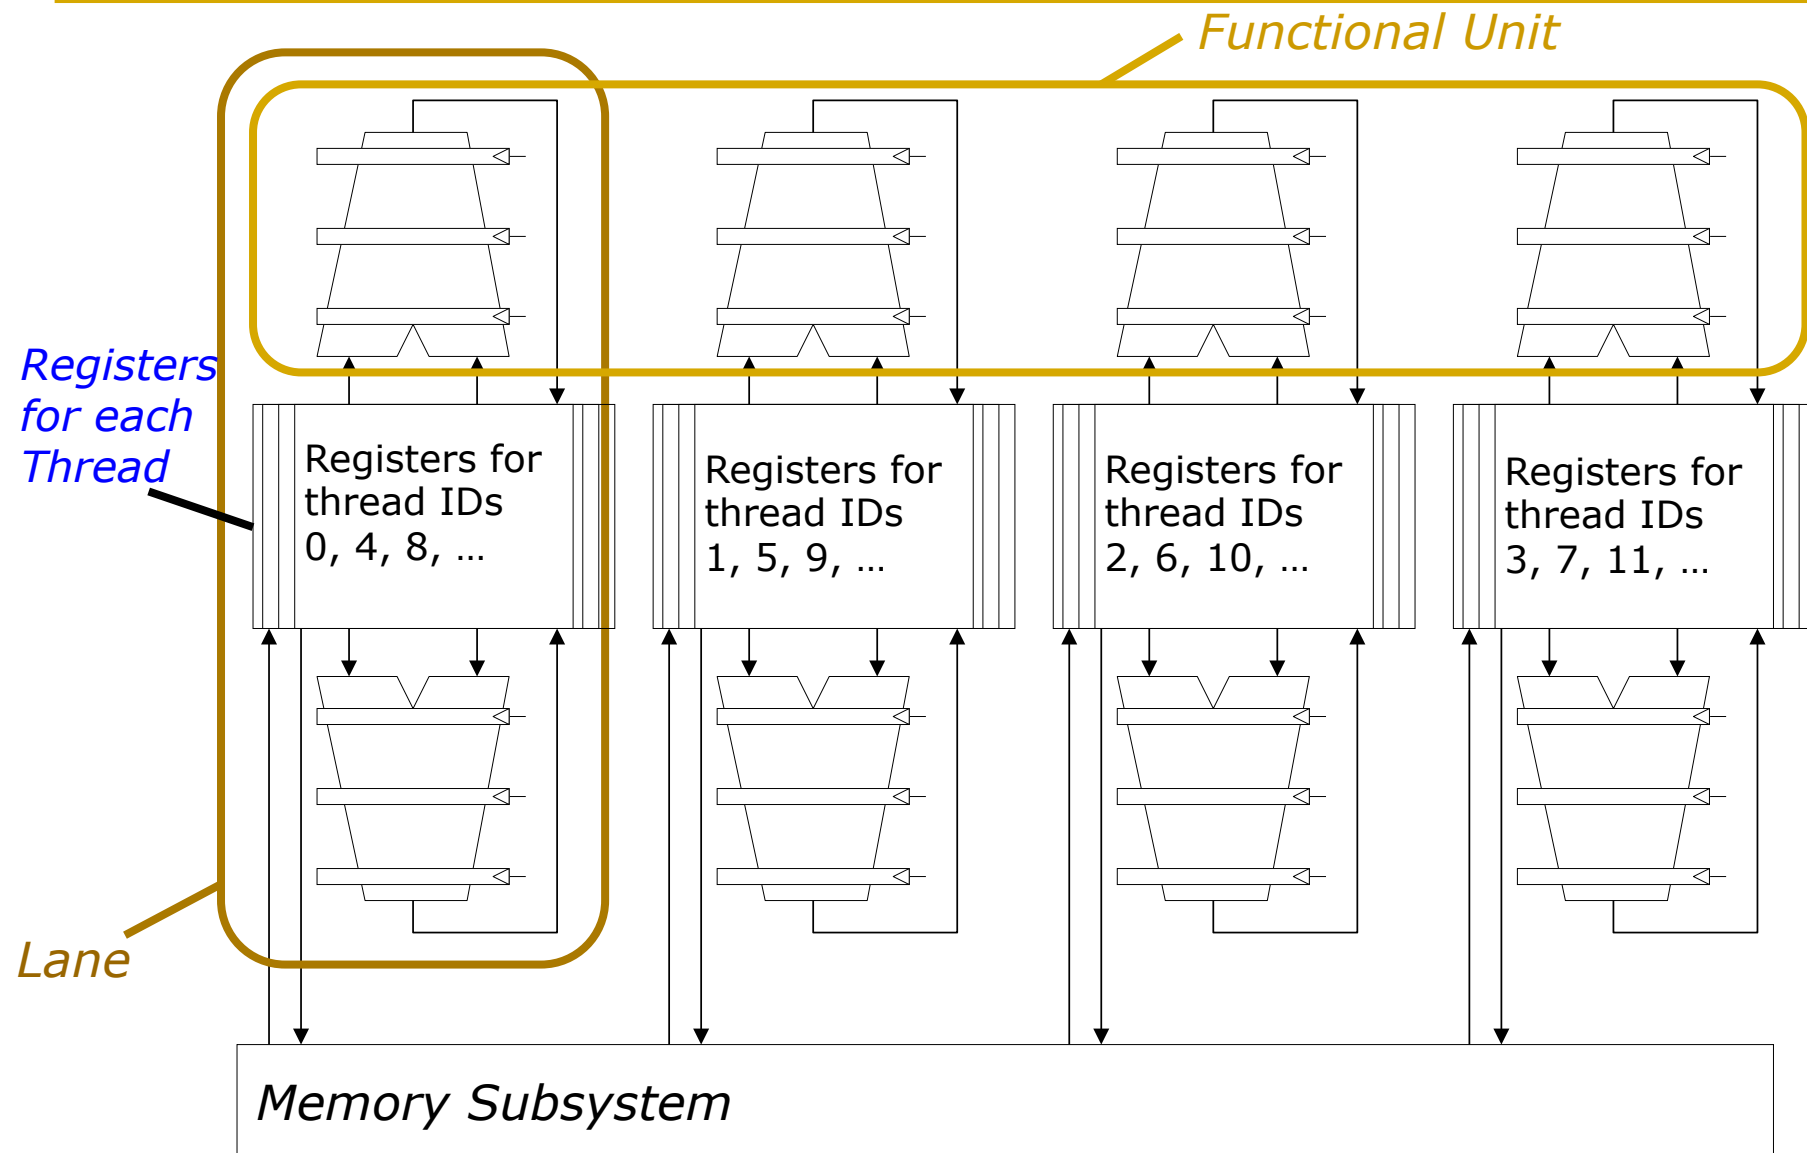 Functional Unit
Registers
for each
Thread
Registers for
thread IDs
0, 4, 8, ...
Registers for
thread IDs
1, 5, 9, ...
Registers for
thread IDs
2, 6, 10, ...
Registers for
thread IDs
3, 7, 11, ...
Lane
Memory Subsystem